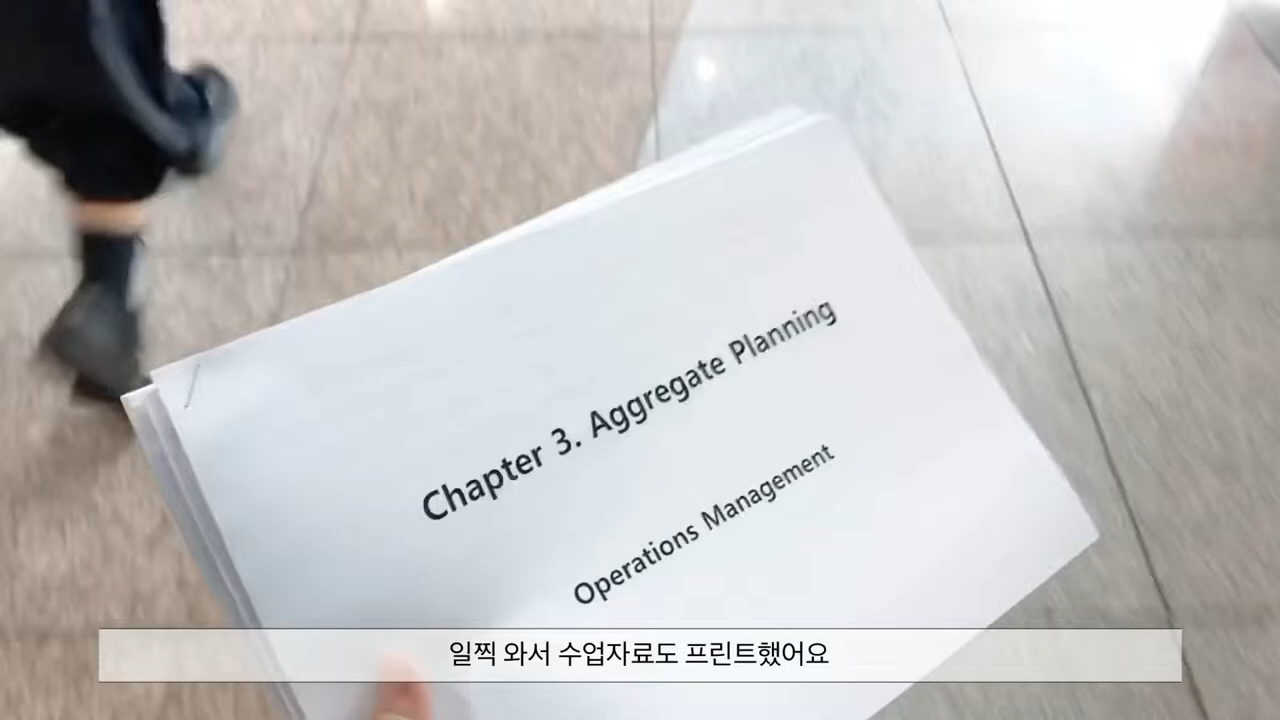 Chapter 3. Aggregate Planning
Operations Management
일찍 와서 수업자료도 프린트했어요